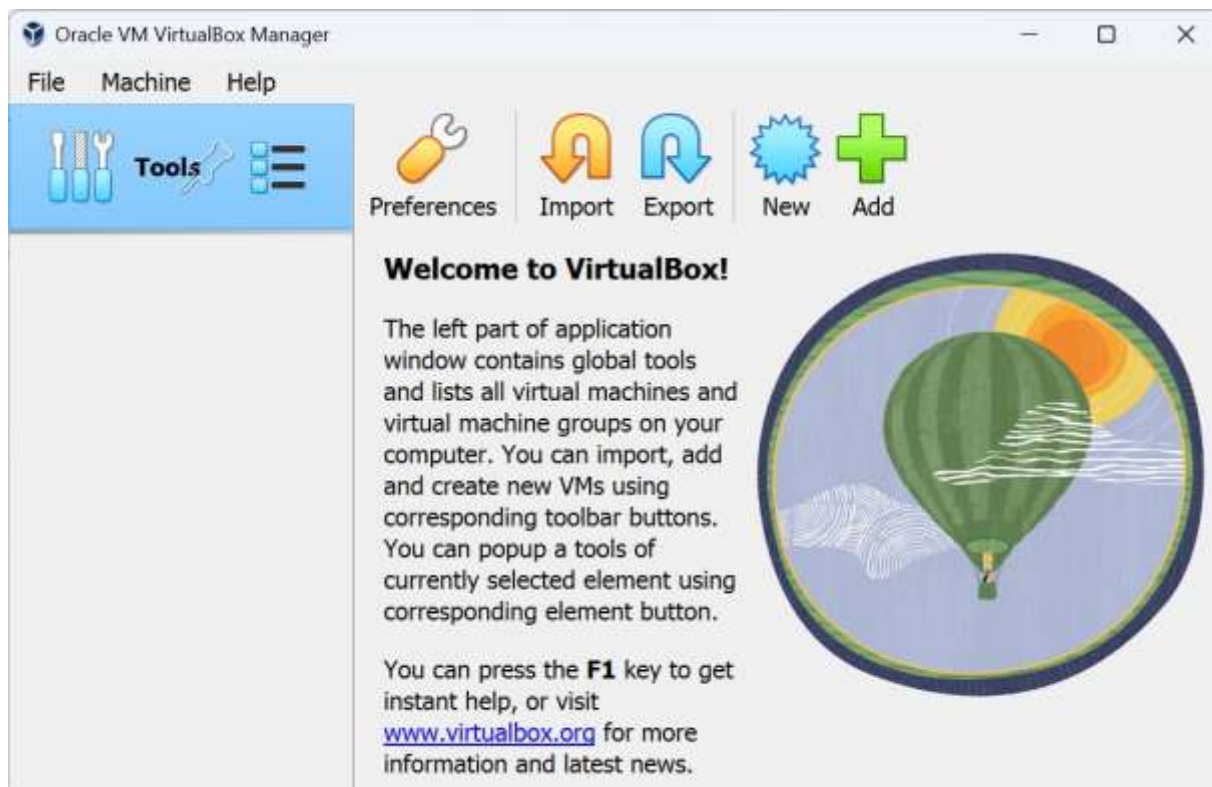 Oracle VM VirtualBox Manager
File Machine Help
Tools
Preferences Import Export New Add
Welcome to VirtualBox!
The left part of application
window contains global tools
and lists all virtual machines and
virtual machine groups on your
computer. You can import, add
and create new VMs using
corresponding toolbar buttons.
You can popup a tools of
currently selected element using
corresponding element button.
You can press the F1 key to get
instant help, or visit
www.virtualbox.org for more
information and latest news.